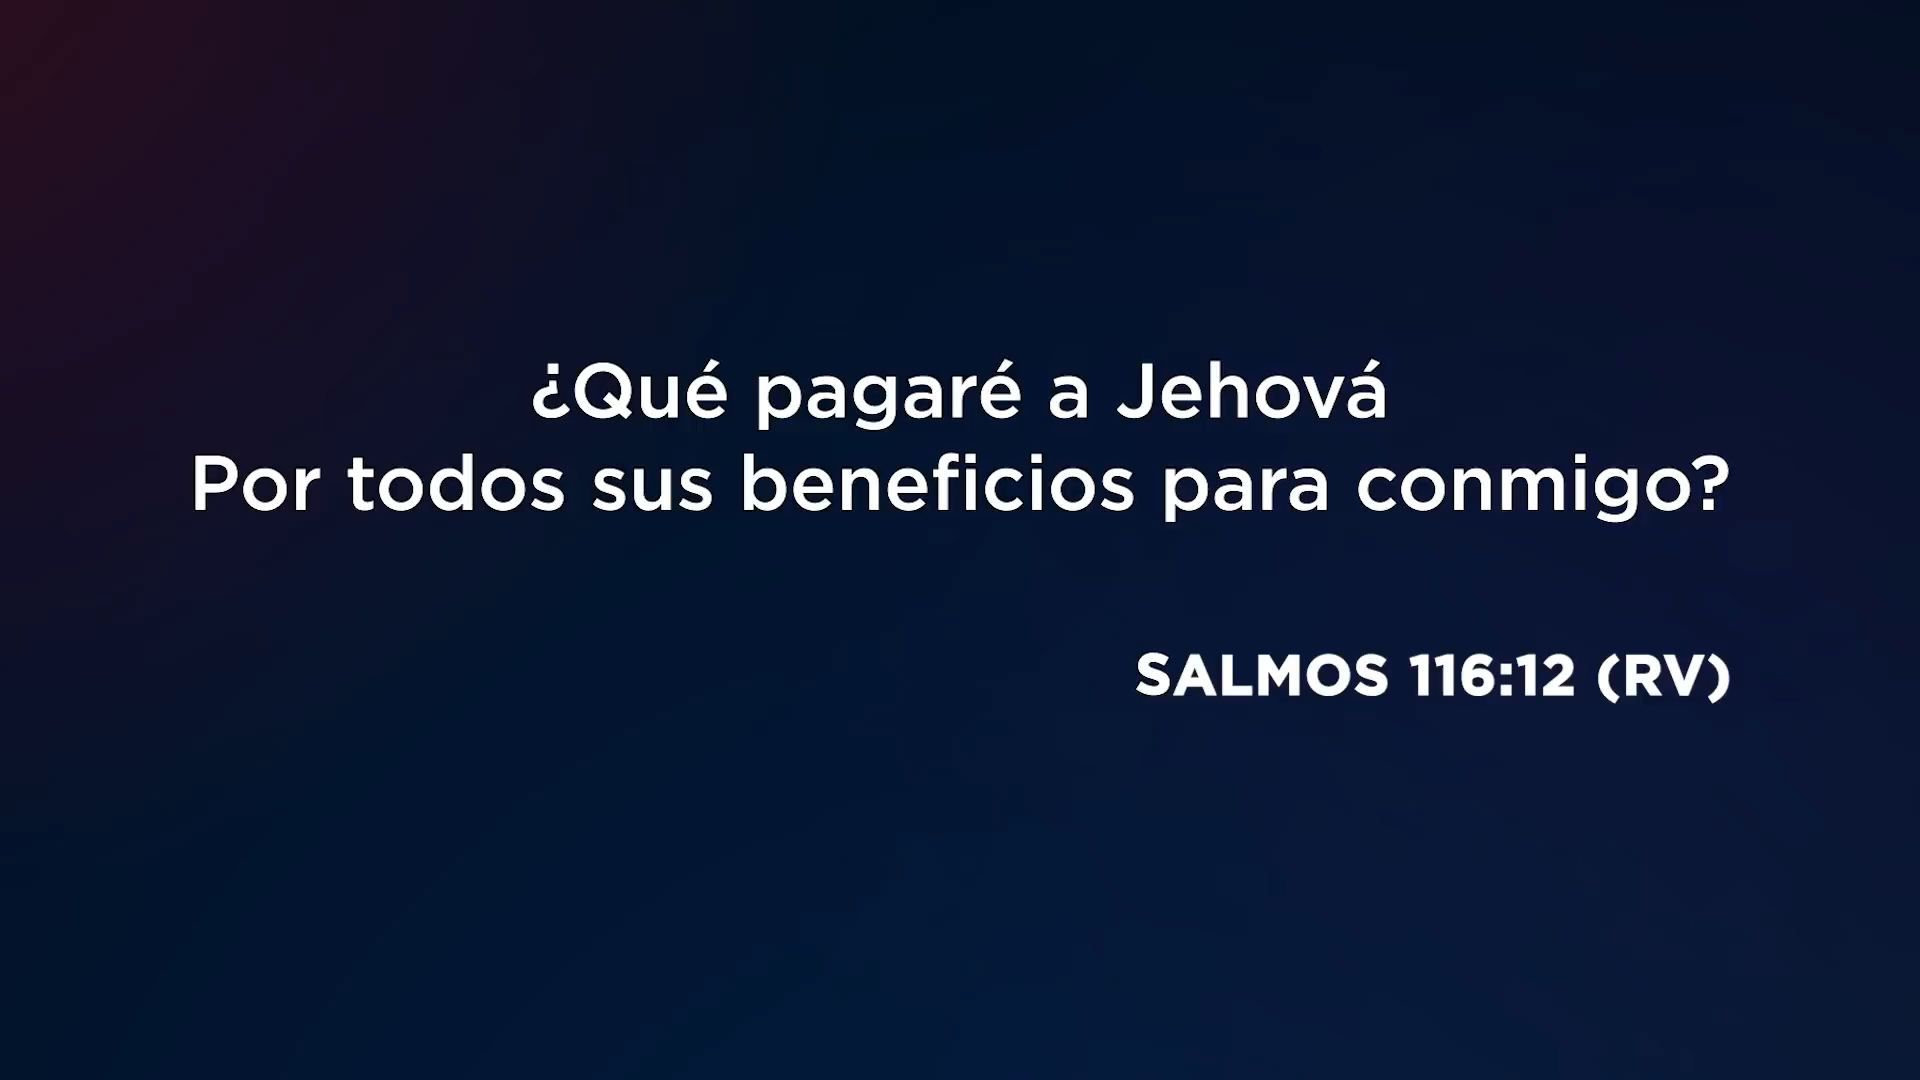 ¿Qué pagaré a Jehová
Por todos sus beneficios para conmigo?
SALMOS 116:12 (RV)